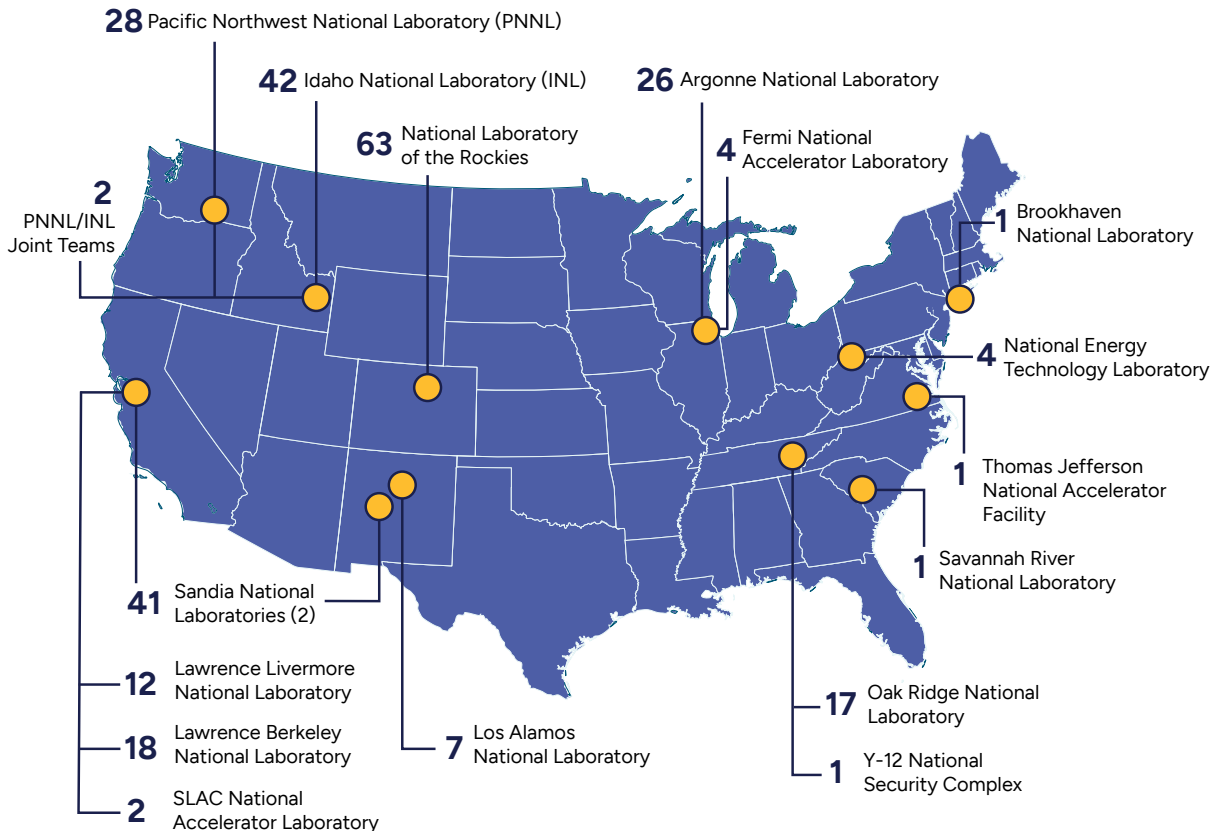 28 Pacific Northwest National Laboratory (PNNL)
42 Idaho National Laboratory (INL)
26 Argonne National Laboratory
63 National Laboratory
of the Rockies
4 Fermi National
Accelerator Laboratory
2
PNNL/INL
Joint Teams
1 Brookhaven
National Laboratory
4 National Energy
Technology Laboratory
1 Thomas Jefferson
National Accelerator
Facility
1 Savannah River
National Laboratory
41 Sandia National
Laboratories (2)
12 Lawrence Livermore
National Laboratory
18 Lawrence Berkeley
National Laboratory
2 SLAC National
Accelerator Laboratory
7 Los Alamos
National Laboratory
17 Oak Ridge National
Laboratory
1 Y-12 National
Security Complex